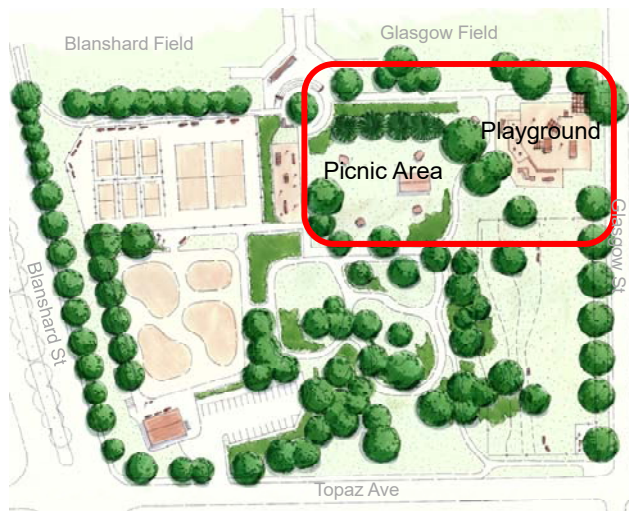 Glasgow Field
Blanshard Field
Playground
Picnic Area
Glasgow St
Blanshard St
Topaz Ave